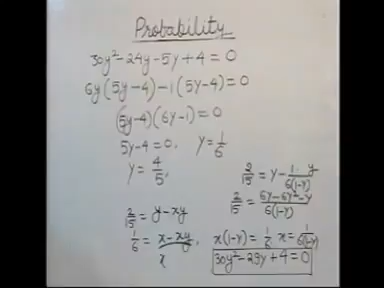 Probability
30y²-24y-5y+4=0
6y(5y-4)-1(5y-4)=0
(5y-4)(6y-1)=0
5y-4=0, y=1/6
y=4/5,
2/15=y-xy
1/6=x-xy,
x
2/15=y-1·y/6(1-y)
2/15=6y-6y²-y/6(1-y)
x(1-y)=1/6, x=1/6(1-y)
30y²-29y+4=0